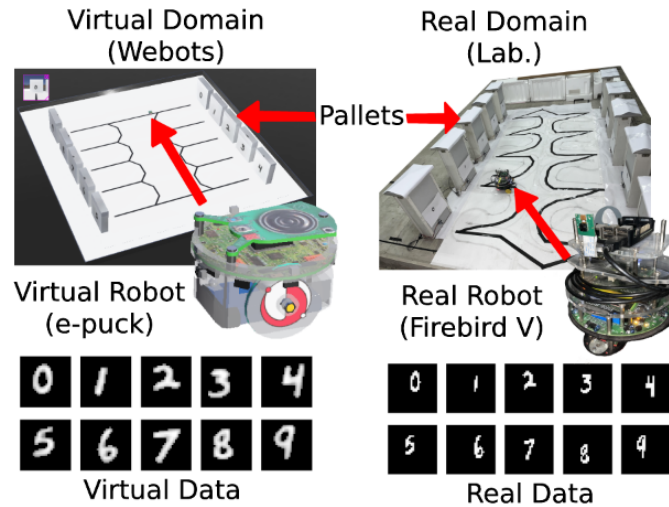 Virtual Domain
(Webots)
Real Domain
(Lab.)
Pallets
Virtual Robot
(e-puck)
Real Robot
(Firebird V)
0 1 2 3 4
5 6 7 8 9
Virtual Data
0 1 2 3 4
5 6 7 8 9
Real Data